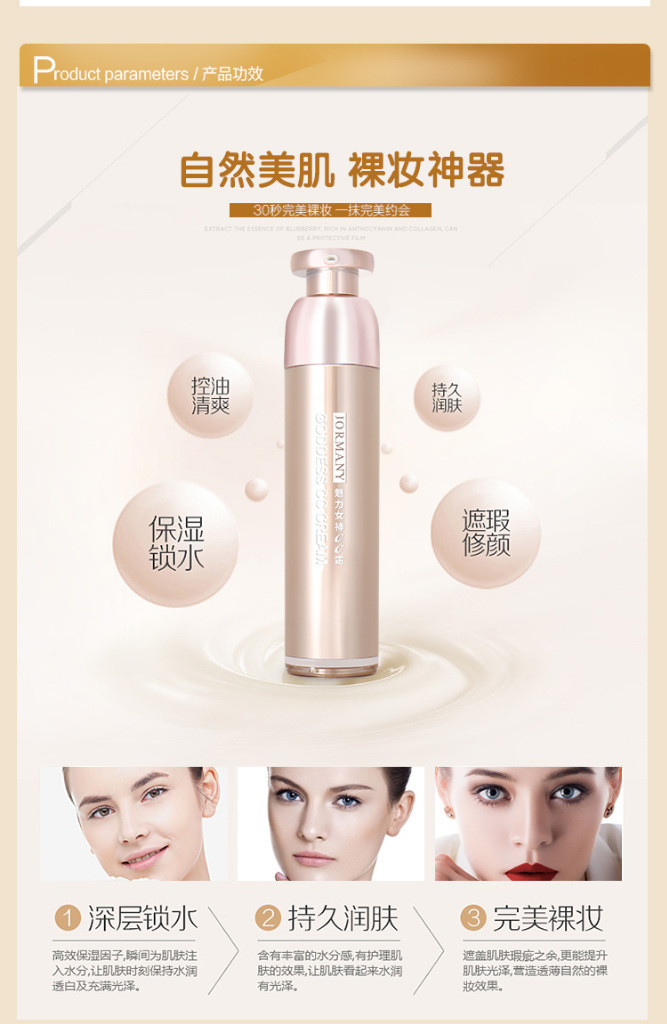 Product parameters / 产品功效
自然美肌 裸妆神器
30秒完美裸妆 一抹完美约会
EXTRACT THE ESSENCE OF BLUEBERRY, RICH IN ANTHOCYANIN AND COLLAGEN, CAN
BE A PROTECTIVE FILM
控油
清爽
持久
润肤
JORMANY 魅力女神CC霜
GODDESS CC CREAM
保湿
锁水
遮瑕
修颜
1 深层锁水
高效保湿因子,瞬间为肌肤注
入水分,让肌肤时刻保持水润
透白及充满光泽。
2 持久润肤
含有丰富的水分感,有护理肌
肤的效果,让肌肤看起来水润
有光泽。
3 完美裸妆
遮盖肌肤瑕疵之余,更能提升
肌肤光泽,营造透薄自然的裸
妝效果。